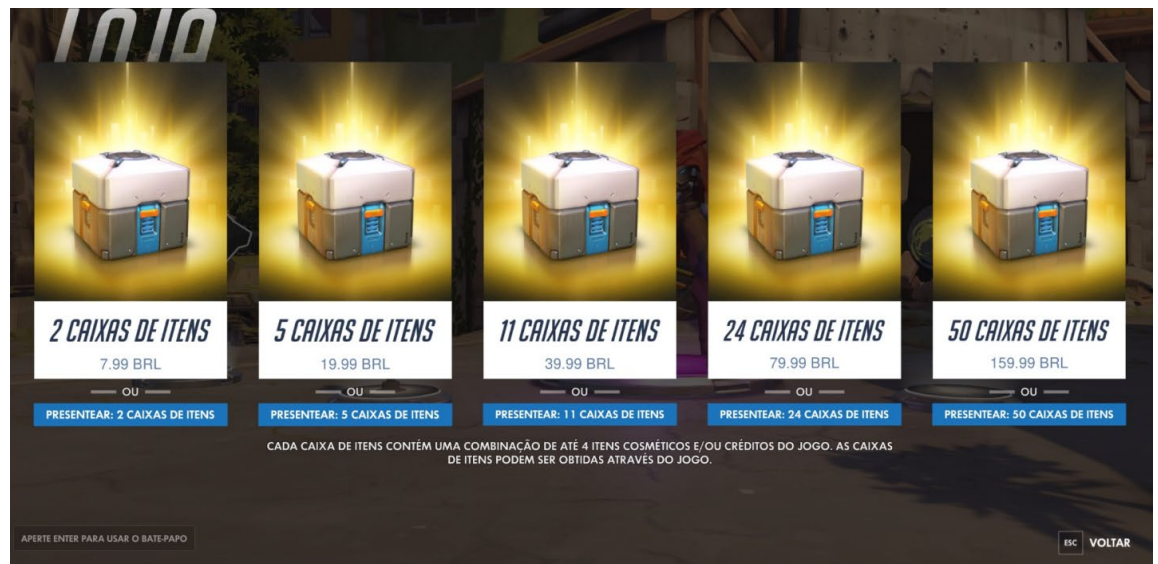 LOJA
2 CAIXAS DE ITENS
7.99 BRL
OU
PRESENTEAR: 2 CAIXAS DE ITENS
5 CAIXAS DE ITENS
19.99 BRL
OU
PRESENTEAR: 5 CAIXAS DE ITENS
11 CAIXAS DE ITENS
39.99 BRL
OU
PRESENTEAR: 11 CAIXAS DE ITENS
24 CAIXAS DE ITENS
79.99 BRL
OU
PRESENTEAR: 24 CAIXAS DE ITENS
50 CAIXAS DE ITENS
159.99 BRL
OU
PRESENTEAR: 50 CAIXAS DE ITENS
CADA CAIXA DE ITENS CONTÉM UMA COMBINAÇÃO DE ATÉ 4 ITENS COSMÉTICOS E/OU CRÉDITOS DO JOGO. AS CAIXAS
DE ITENS PODEM SER OBTIDAS ATRAVÉS DO JOGO.
APERTE ENTER PARA USAR O BATE-PAPO
ESC VOLTAR